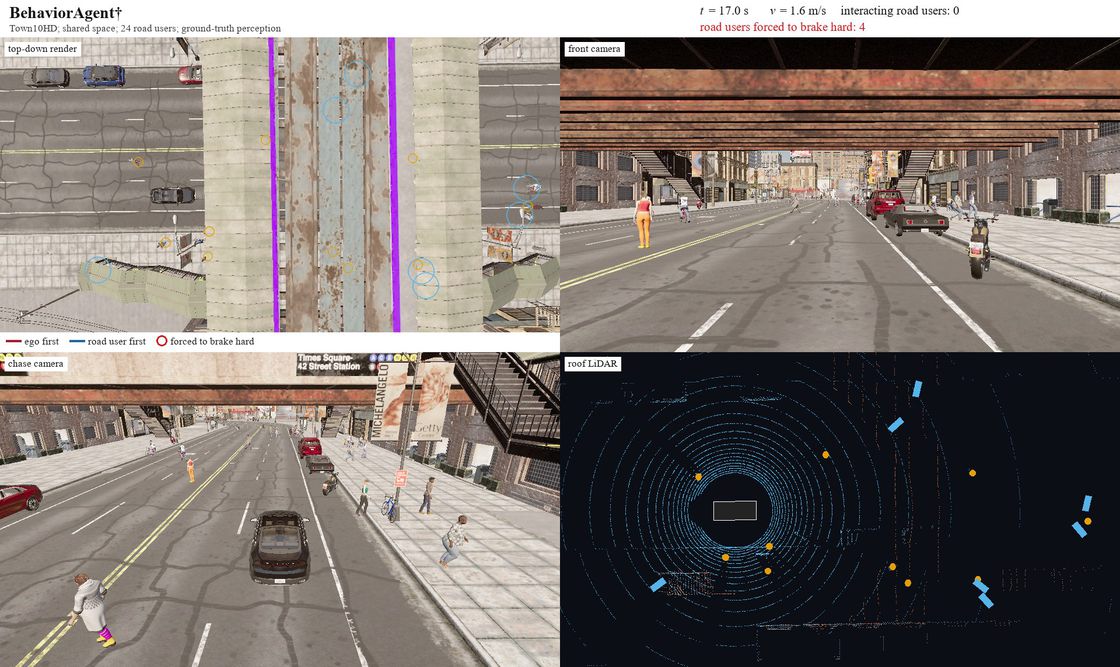 BehaviorAgent†
Town10HD; shared space; 24 road users; ground-truth perception
t = 17.0 s v = 1.6 m/s interacting road users: 0
road users forced to brake hard: 4
top-down render
front camera
ego first road user first forced to brake hard
chase camera
roof LiDAR
Times Square-
42 Street Station
MICHELANGELO
Getty